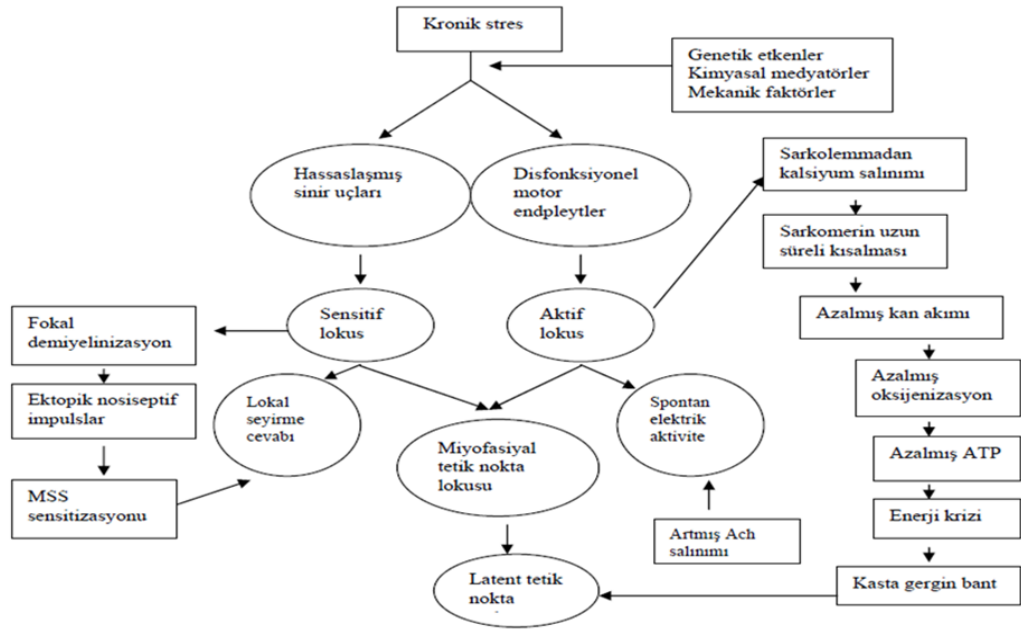 Kronik stres
Genetik etkenler
Kimyasal medyatörler
Mekanik faktörler
Hassaslaşmış
sinir uçları
Disfonksiyonel
motor
endpleytler
Sarkolemmadan
kalsiyum salınımı
Sarkomerin uzun
süreli kısalması
Sensitif
lokus
Aktif
lokus
Azalmış kan akımı
Fokal
demiyelinizasyon
Ektopik nosiseptif
impulslar
MSS
sensitizasyonu
Lokal
seyirme
cevabı
Miyofasiyal
tetik nokta
lokusu
Spontan
elektrik
aktivite
Azalmış
oksijenizasyon
Azalmış ATP
Enerji krizi
Artmış Ach
salınımı
Latent tetik
nokta
Kasta gergin bant